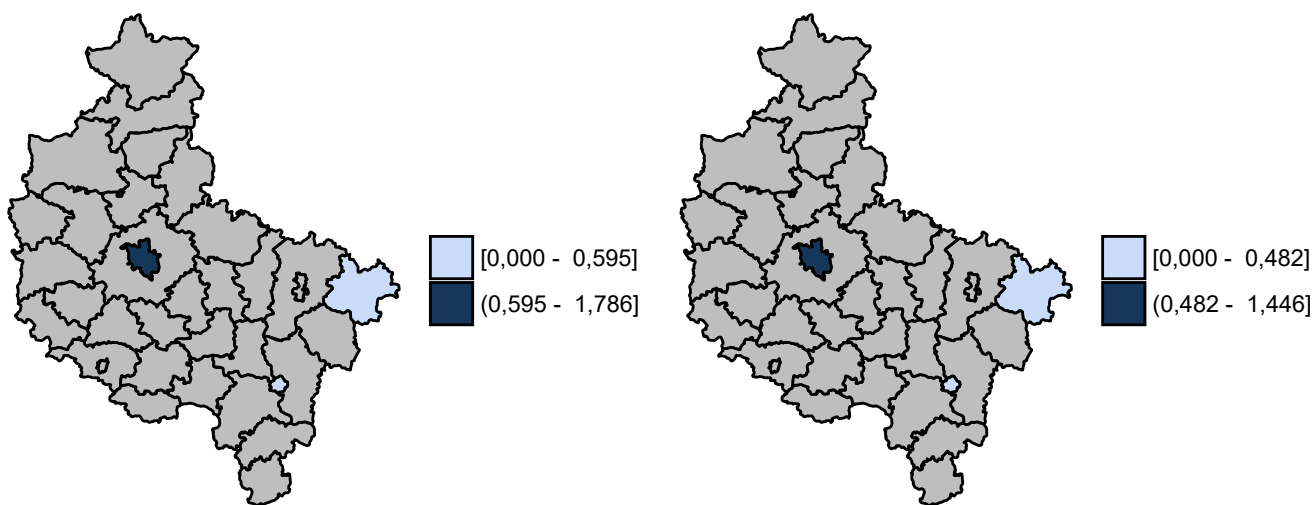 [0,000 - 0,595]
(0,595 - 1,786]
[0,000 - 0,482]
(0,482 - 1,446]